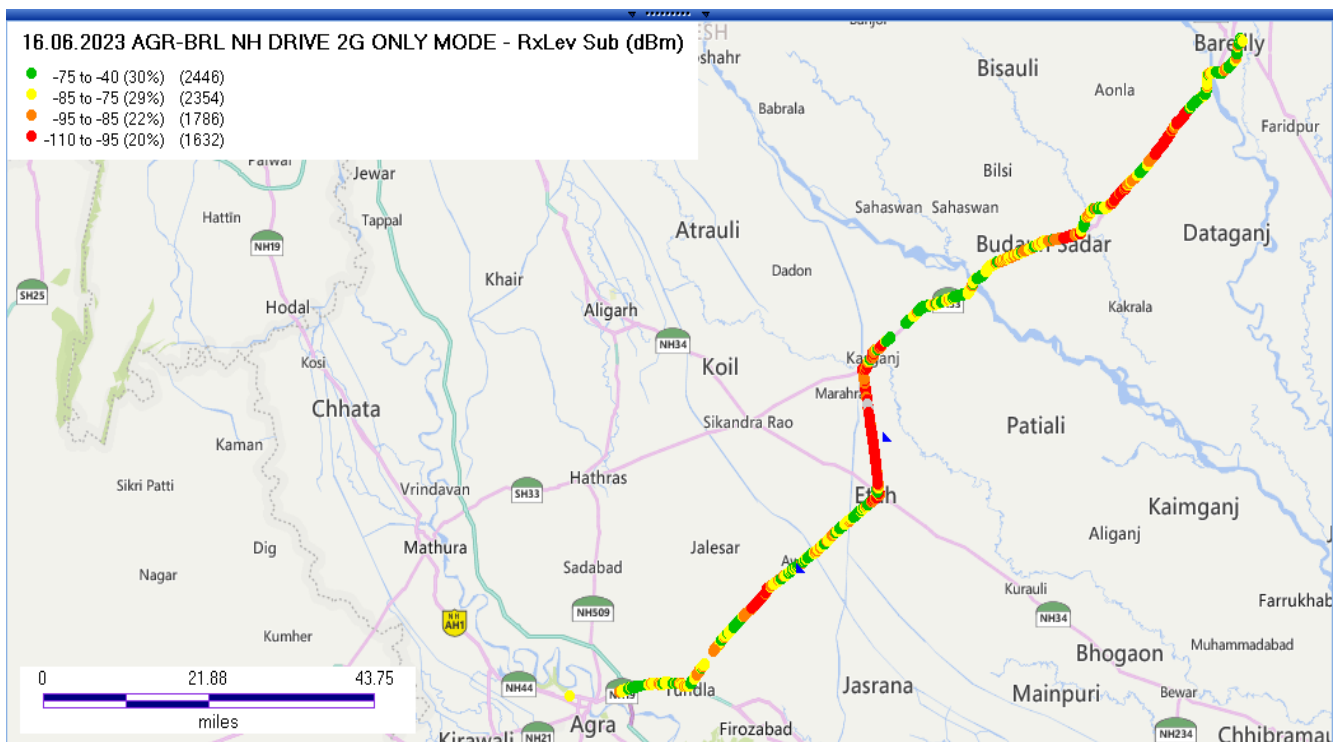 16.06.2023 AGR-BRL NH DRIVE 2G ONLY MODE - RxLev Sub (dBm)
-75 to -40 (30%) (2446)
-85 to -75 (29%) (2354)
-95 to -85 (22%) (1786)
-110 to -95 (20%) (1632)
ESH
Bareilly
Bisauli
Aonla
Babrala
Faridpur
Jewar
Bilsi
Hattin
Tappal
Sahaswan Sahaswan
Atrauli
NH19
Sadar
Dataganj
Khair
Dadon
SH25
Hodal
Aligarh
Kakrala
NH34
Kosi
Koil
Marahra
Chhata
Sikandra Rao
Patiali
Kaman
Hathras
Sikri Patti
Vrindavan
SH33
Kaimganj
Aliganj
Dig
Mathura
Jalesar
Nagar
Sadabad
Kurauli
NH509
Farrukhab
NH
AH1
NH34
Kumher
Muhammadabad
Bhogaon
0 21.88 43.75
miles
NH44
Jasrana
Mainpuri
Bewar
Agra
Firozabad
Kirawali
NH21
NH234
Chhibramau